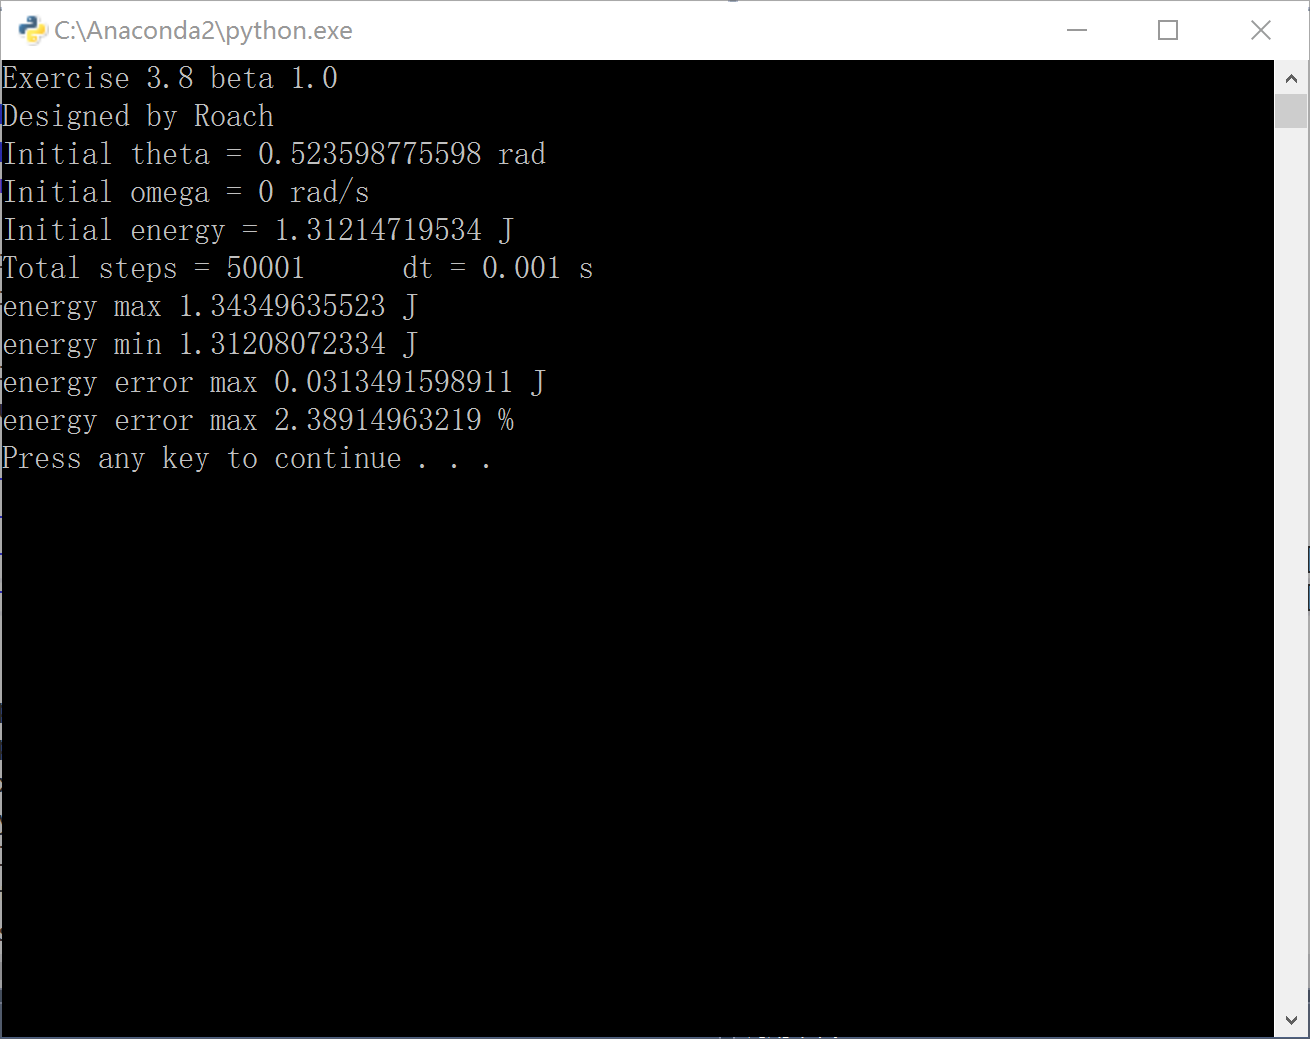 C:\Anaconda2\python.exe
Exercise 3.8 beta 1.0
Designed by Roach
Initial theta = 0.523598775598 rad
Initial omega = 0 rad/s
Initial energy = 1.31214719534 J
Total steps = 50001      dt = 0.001 s
energy max 1.34349635523 J
energy min 1.31208072334 J
energy error max 0.0313491598911 J
energy error max 2.38914963219 %
Press any key to continue . . .